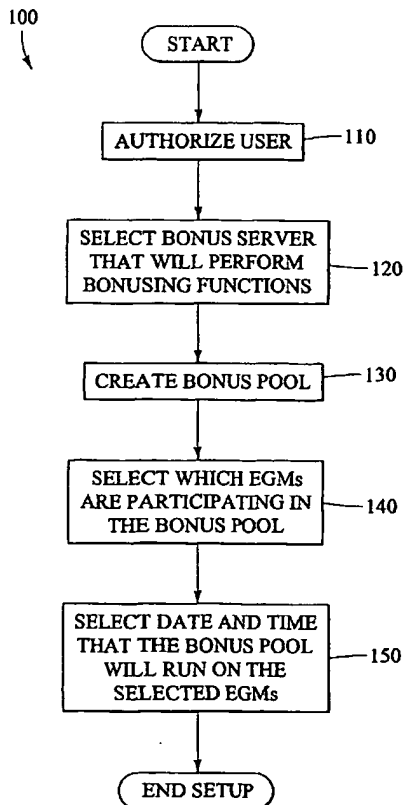 100
START
AUTHORIZE USER
110
SELECT BONUS SERVER
THAT WILL PERFORM
BONUSING FUNCTIONS
120
CREATE BONUS POOL
130
SELECT WHICH EGMs
ARE PARTICIPATING IN
THE BONUS POOL
140
SELECT DATE AND TIME
THAT THE BONUS POOL
WILL RUN ON THE
SELECTED EGMs
150
END SETUP